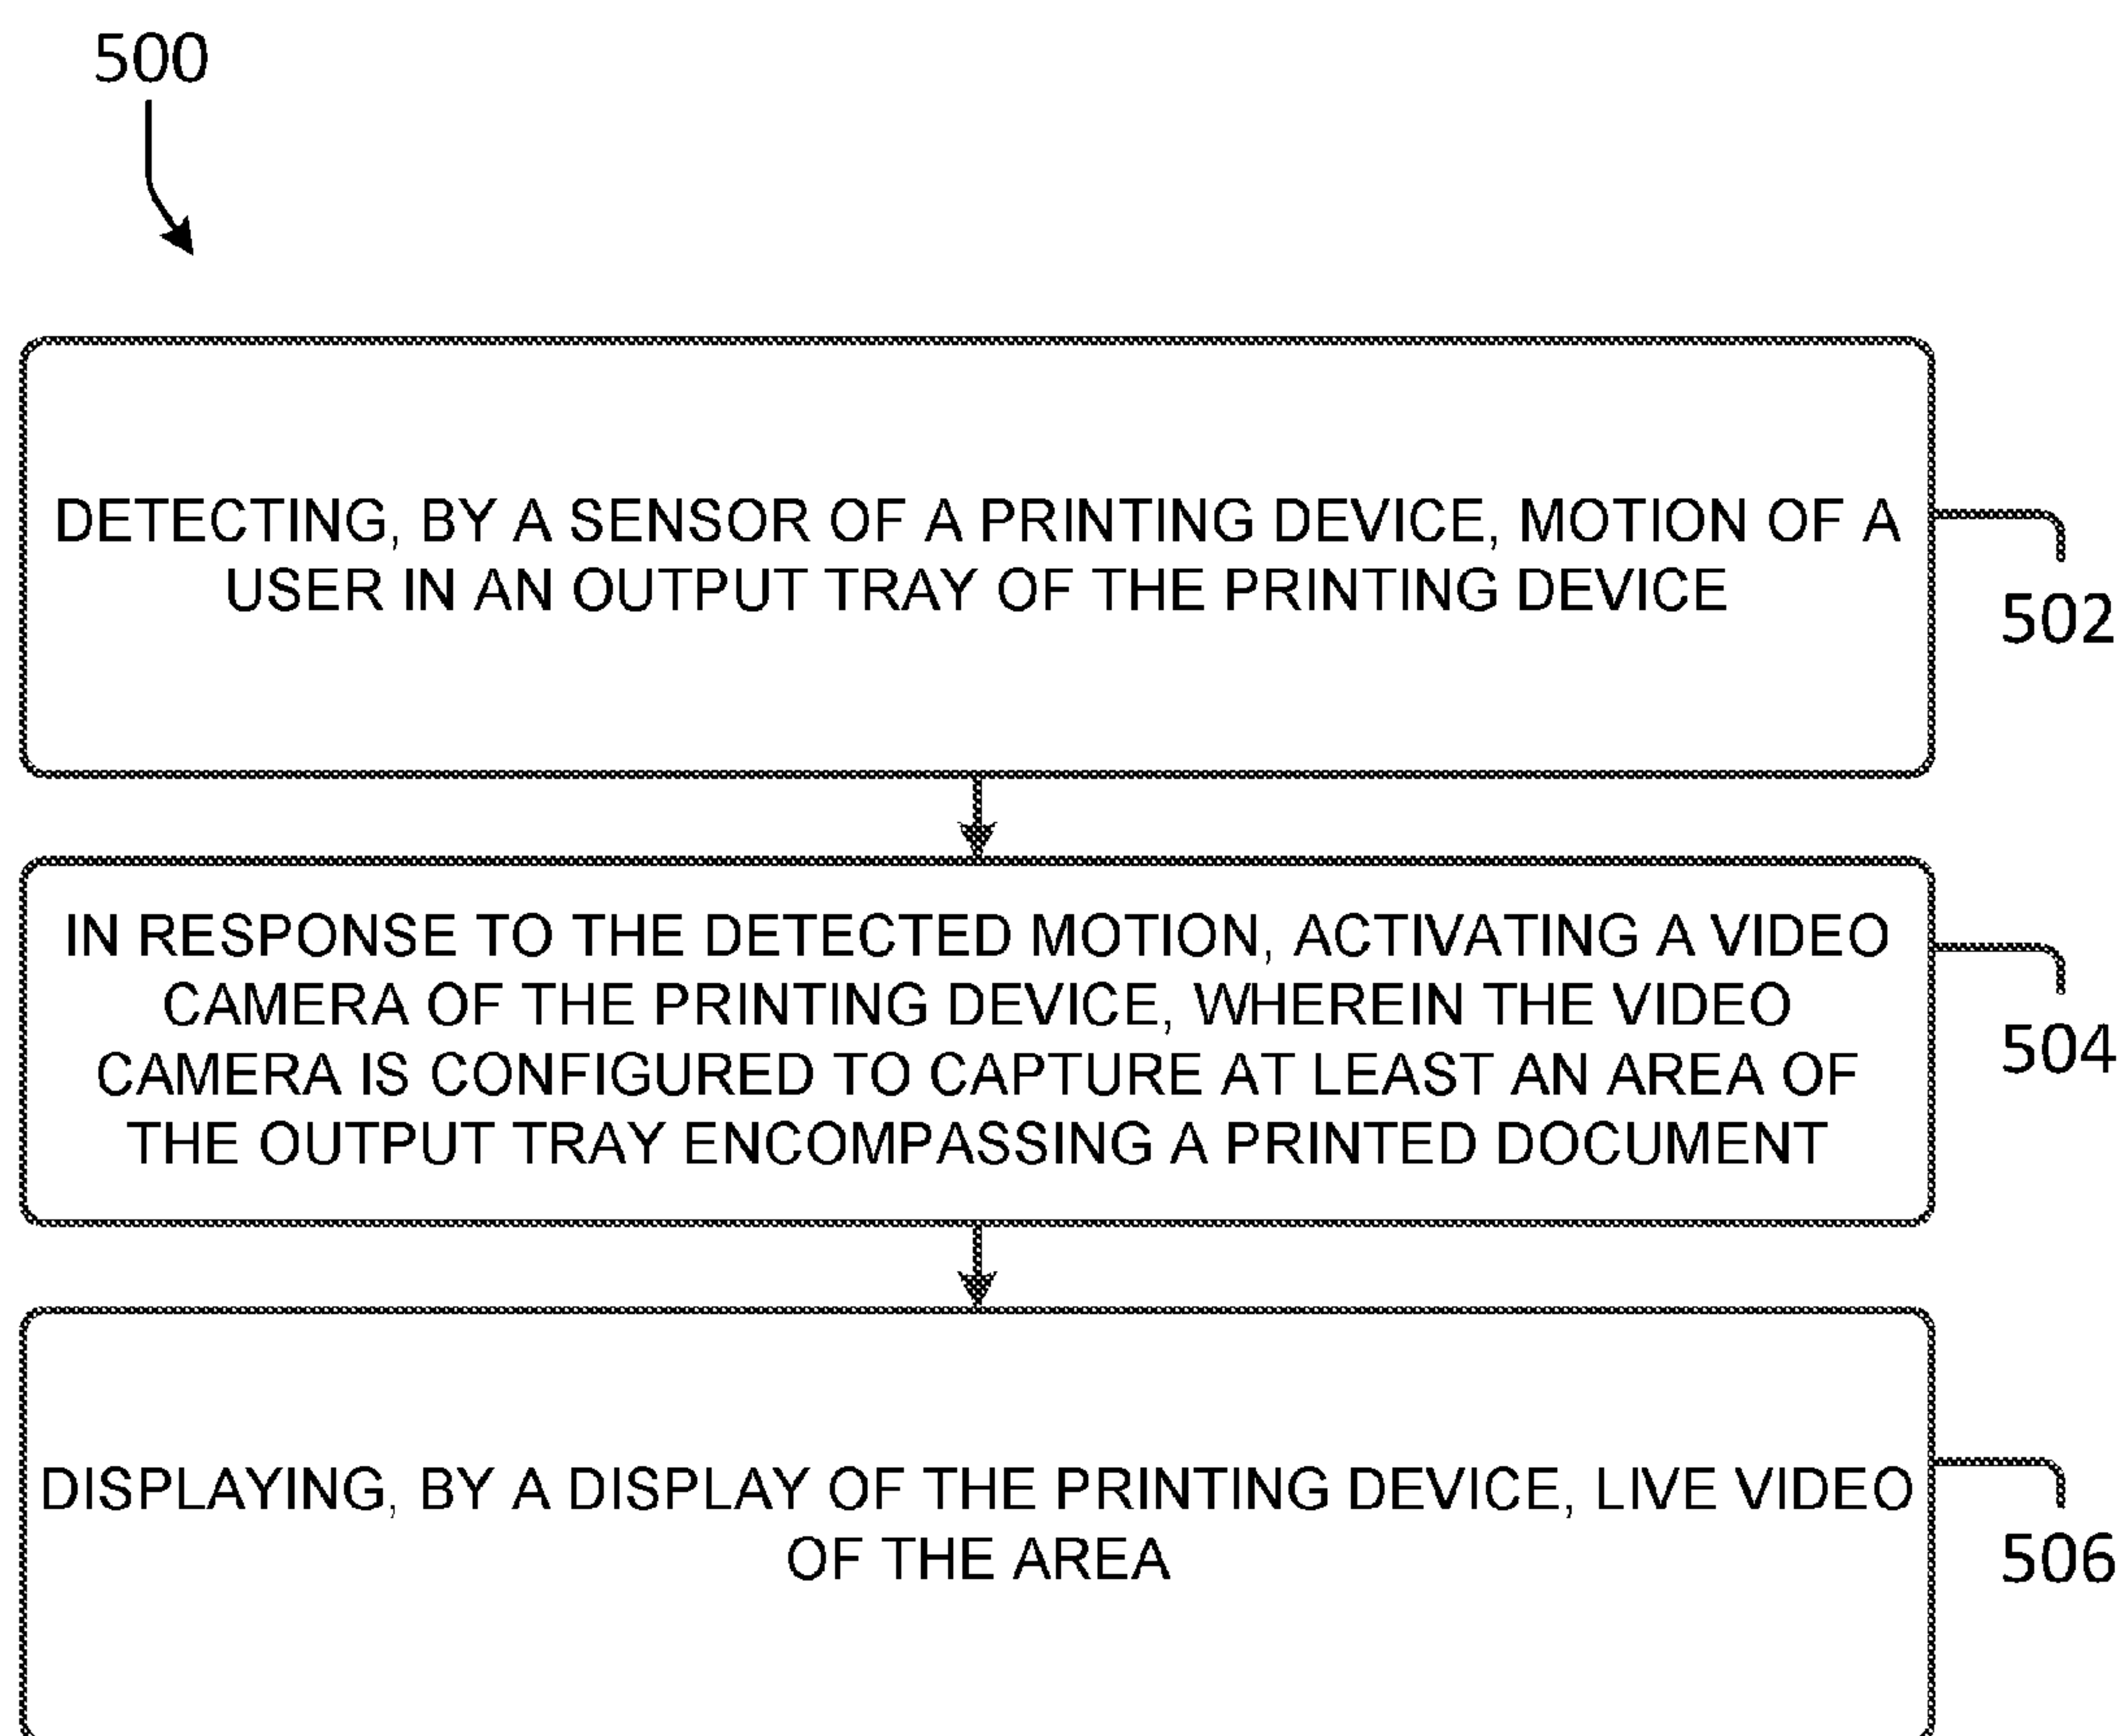 500
DETECTING, BY A SENSOR OF A PRINTING DEVICE, MOTION OF A
USER IN AN OUTPUT TRAY OF THE PRINTING DEVICE
502
IN RESPONSE TO THE DETECTED MOTION, ACTIVATING A VIDEO
CAMERA OF THE PRINTING DEVICE, WHEREIN THE VIDEO
CAMERA IS CONFIGURED TO CAPTURE AT LEAST AN AREA OF
THE OUTPUT TRAY ENCOMPASSING A PRINTED DOCUMENT
504
DISPLAYING, BY A DISPLAY OF THE PRINTING DEVICE, LIVE VIDEO
OF THE AREA
506